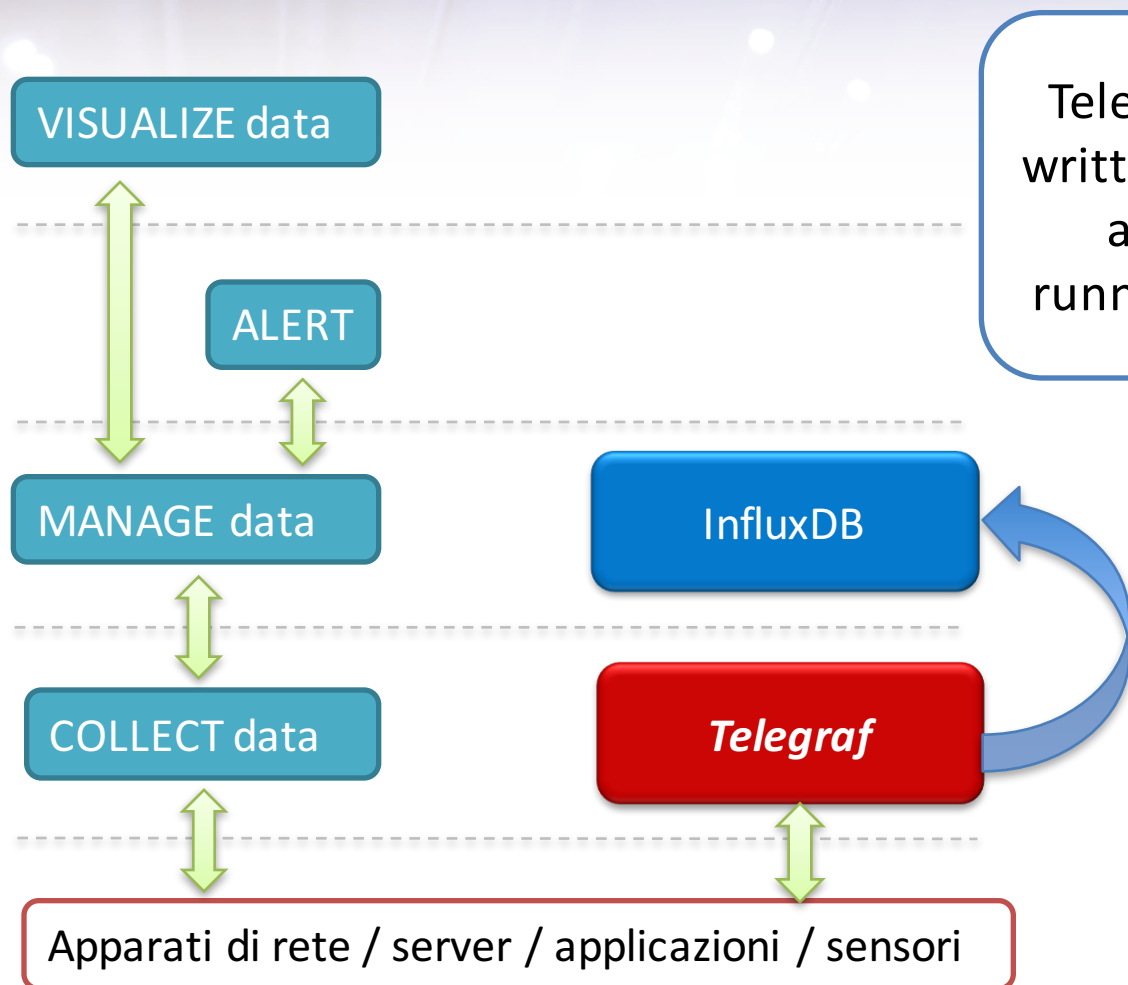 VISUALIZE data
ALERT
MANAGE data
COLLECT data
InfluxDB
Telegraf
Apparati di rete / server / applicazioni / sensori